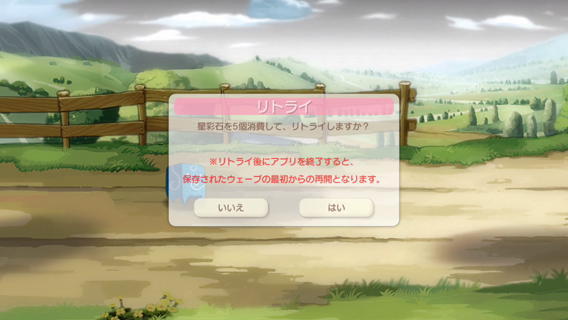 リトライ
星彩石を5個消費して、リトライしますか？
※リトライ後にアプリを終了すると、
保存されたウェーブの最初からの再開となります。
いいえ
はい